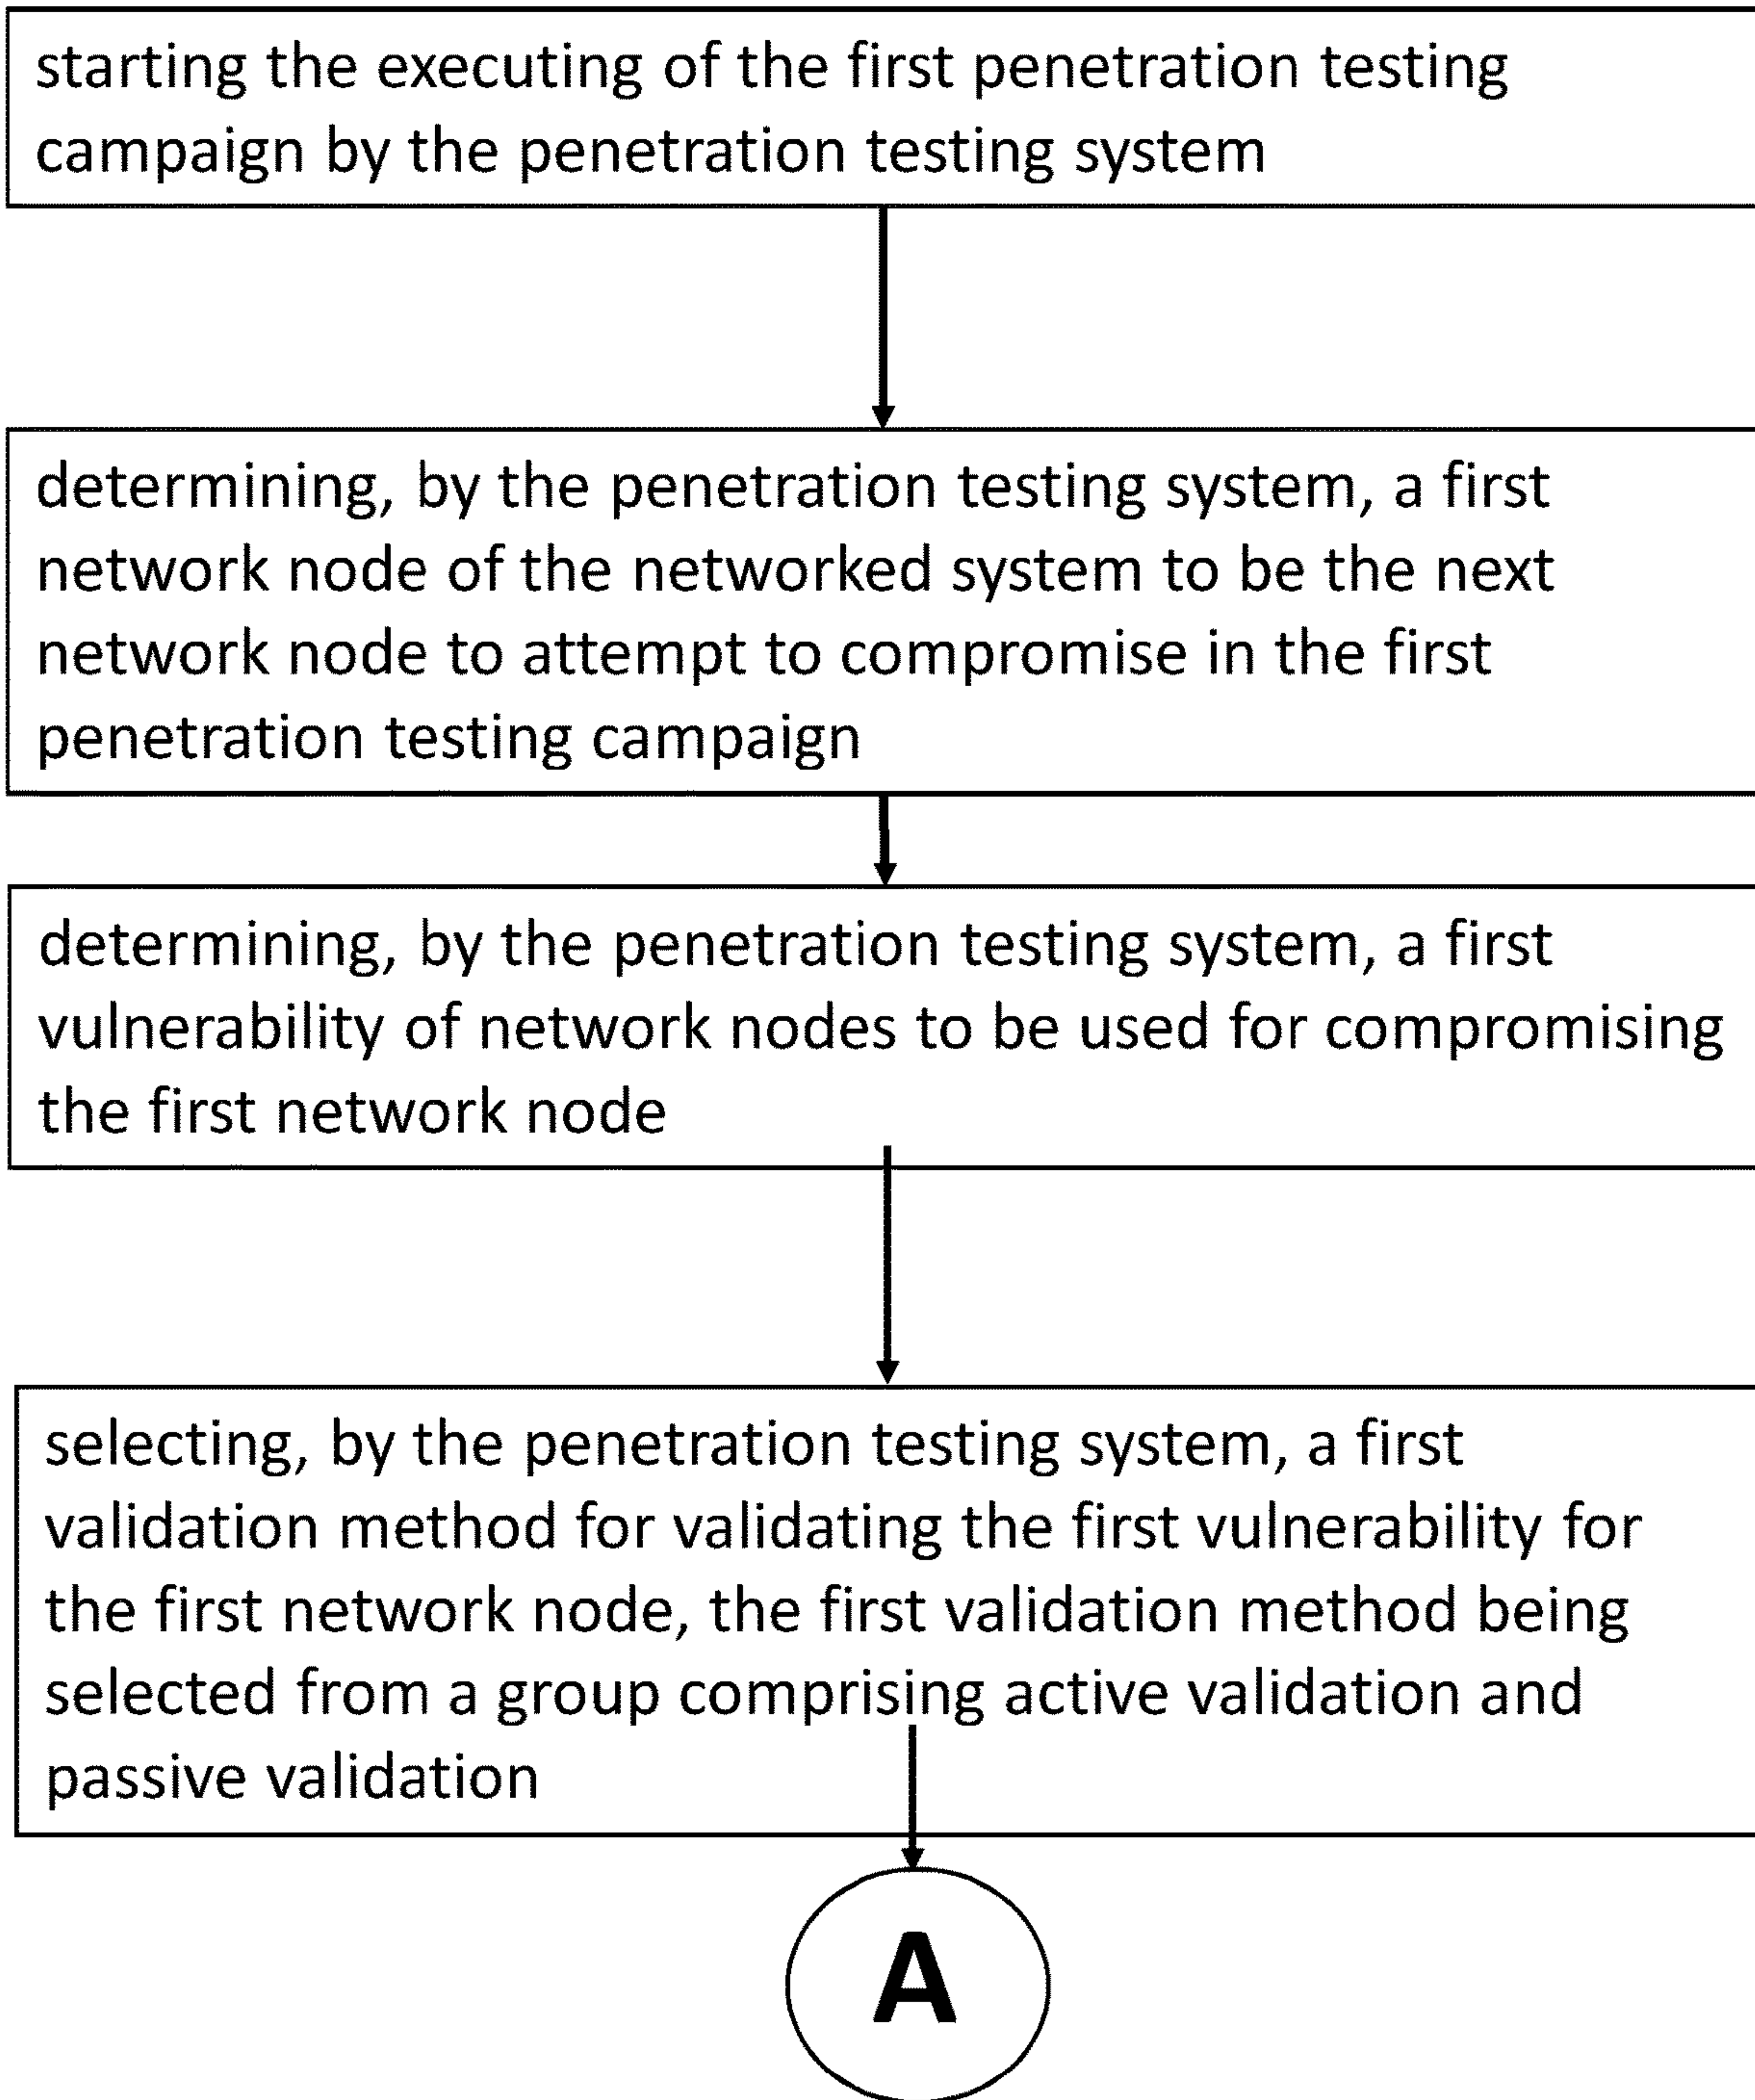 starting the executing of the first penetration testing
campaign by the penetration testing system
determining, by the penetration testing system, a first
network node of the networked system to be the next
network node to attempt to compromise in the first
penetration testing campaign
determining, by the penetration testing system, a first
vulnerability of network nodes to be used for compromising
the first network node
selecting, by the penetration testing system, a first
validation method for validating the first vulnerability for
the first network node, the first validation method being
selected from a group comprising active validation and
passive validation
A